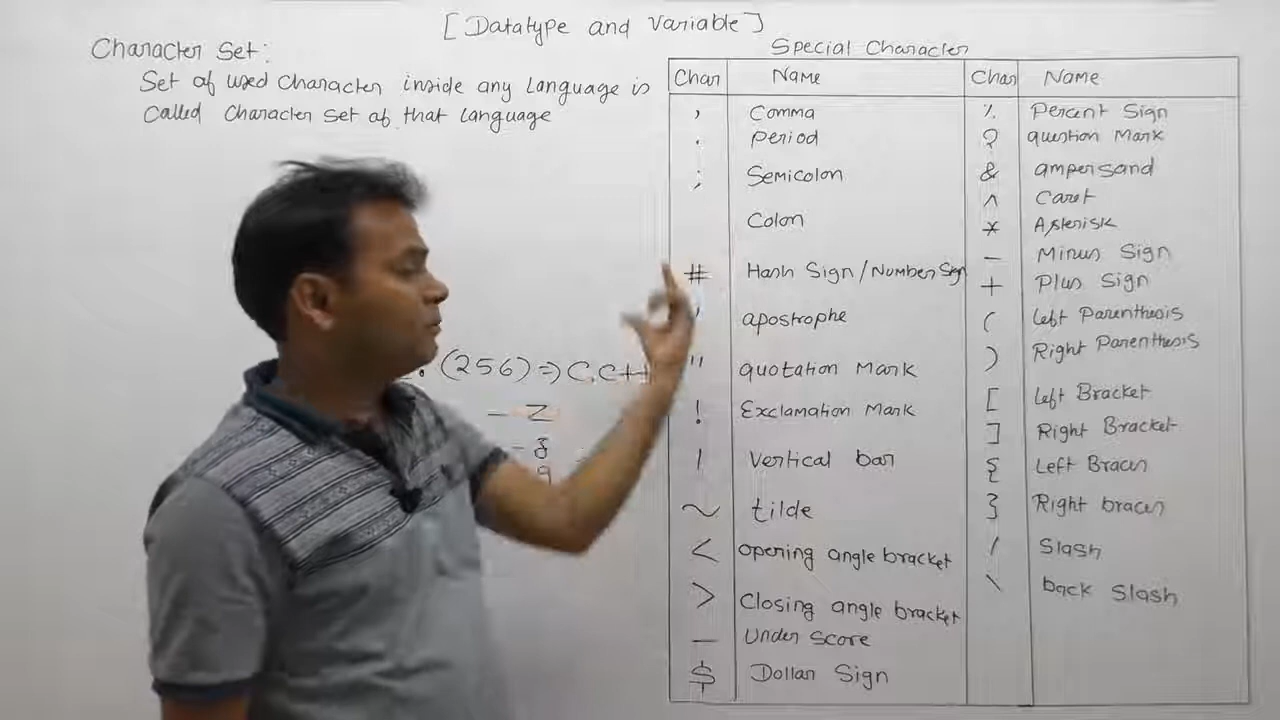 [Datatype and Variable]
Character Set:
Set of used Character inside any Language is
Called Character set of that language
(256) => C, C++
- Z
- z
9
Special Character
Char Name Char Name
, Comma % Percent Sign
. Period ? question Mark
; Semicolon & ampersand
Colon ^ Caret
# Hash Sign/Number Sign * Asterisk
' apostrophe - Minus Sign
" quotation Mark + Plus Sign
! Exclamation Mark ( Left Parenthesis
| Vertical bar ) Right Parenthesis
~ tilde [ Left Bracket
< opening angle bracket ] Right Bracket
> Closing angle bracket { Left Braces
_ Under Score } Right braces
$ Dollar Sign / Slash
\ back Slash